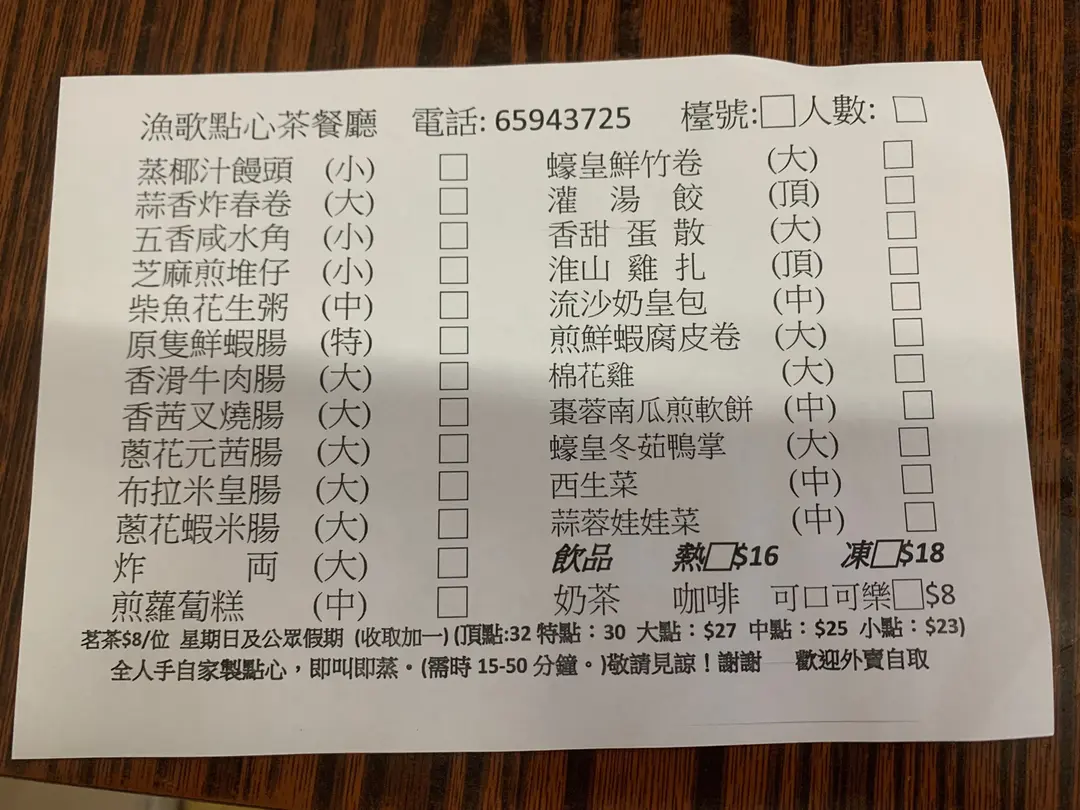 漁歌點心茶餐廳 電話: 65943725 檯號:□ 人數: □
蒸椰汁饅頭 (小) □
蒜香炸春卷 (大) □
五香咸水角 (小) □
芝麻煎堆仔 (小) □
柴魚花生粥 (中) □
原隻鮮蝦腸 (特) □
香滑牛肉腸 (大) □
香茜叉燒腸 (大) □
蔥花元茜腸 (大) □
布拉米皇腸 (大) □
蔥花蝦米腸 (大) □
炸 両 (大) □
煎蘿蔔糕 (中) □
蠔皇鮮竹卷 (大) □
灌 湯 餃 (頂) □
香甜 蛋 散 (大) □
淮山 雞 扎 (頂) □
流沙奶皇包 (中) □
煎鮮蝦腐皮卷 (大) □
棉花雞 (大) □
棗蓉南瓜煎軟餅 (中) □
蠔皇冬茹鴨掌 (大) □
西生菜 (中) □
蒜蓉娃娃菜 (中) □
飲品 熱□$16 凍□$18
奶茶 咖啡 可口可樂□$8
茗茶$8/位 星期日及公眾假期 (收取加一) (頂點:32 特點：30 大點：$27 中點：$25 小點：$23)
全人手自家製點心，即叫即蒸。(需時 15-50 分鐘。)敬請見諒！謝謝 歡迎外賣自取